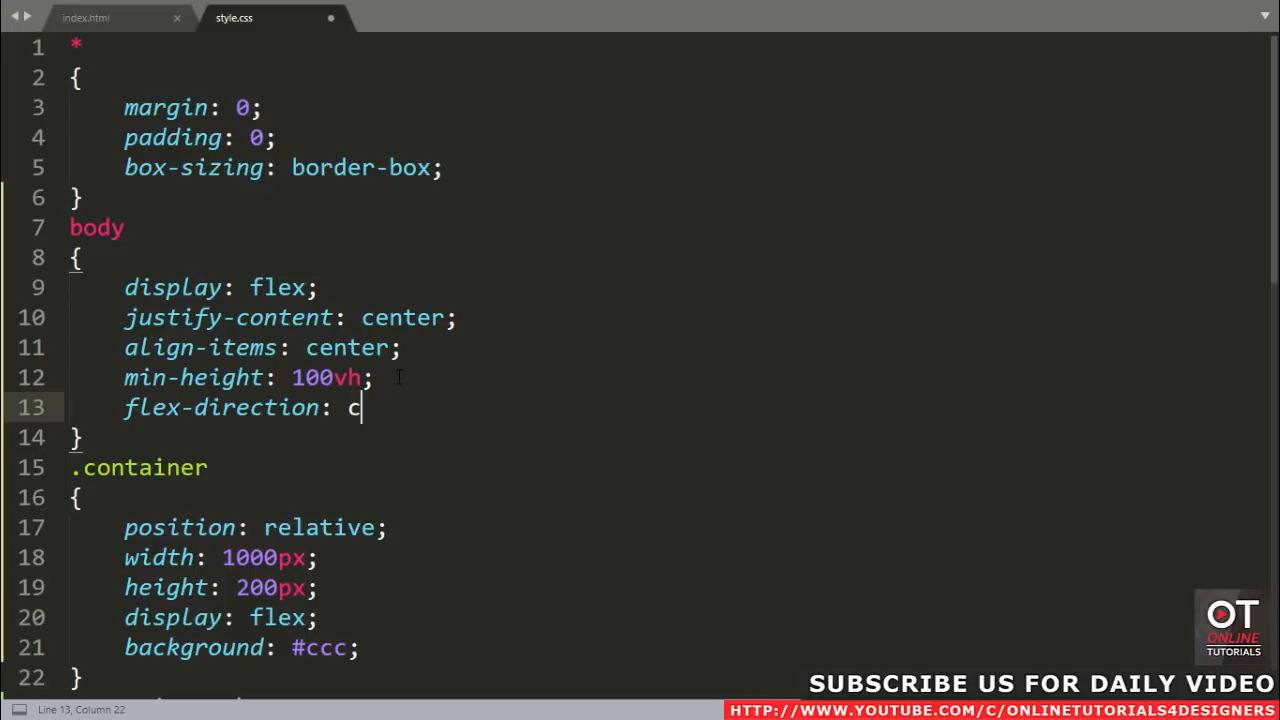 index.html × style.css
1 *
2 {
3 margin: 0;
4 padding: 0;
5 box-sizing: border-box;
6 }
7 body
8 {
9 display: flex;
10 justify-content: center;
11 align-items: center;
12 min-height: 100vh;
13 flex-direction: c
14 }
15 .container
16 {
17 position: relative;
18 width: 1000px;
19 height: 200px;
20 display: flex;
21 background: #ccc;
22 }
OT
ONLINE
TUTORIALS
SUBSCRIBE US FOR DAILY VIDEO
Line 13, Column 22
HTTP://WWW.YOUTUBE.COM/C/ONLINETUTORIALS4DESIGNERS